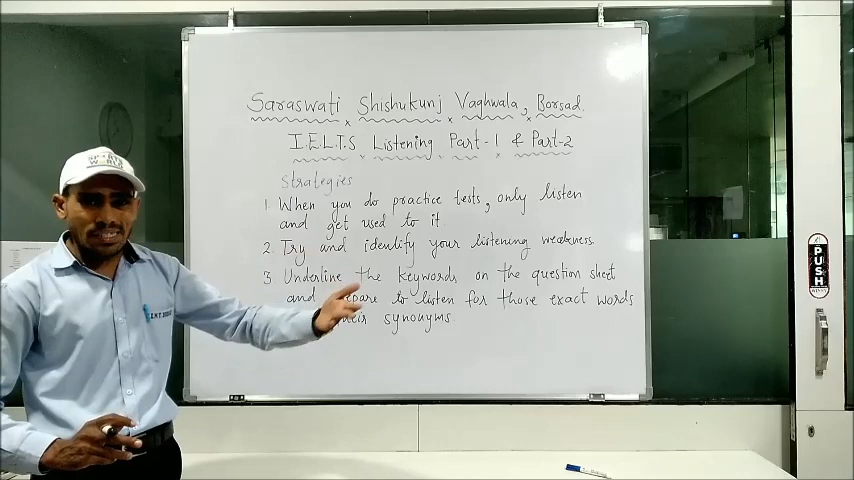 Saraswati Shishukunj Vaghwala, Borsad.
I.E.L.T.S Listening Part-1 & Part-2
Strategies
1 When you do practice tests, only listen
and get used to it
2. Try and identify your listening weakness.
3 Underline the keywords on the question sheet
and to listen for those exact words
synonyms.
SPORTS
WORLD
PUSH